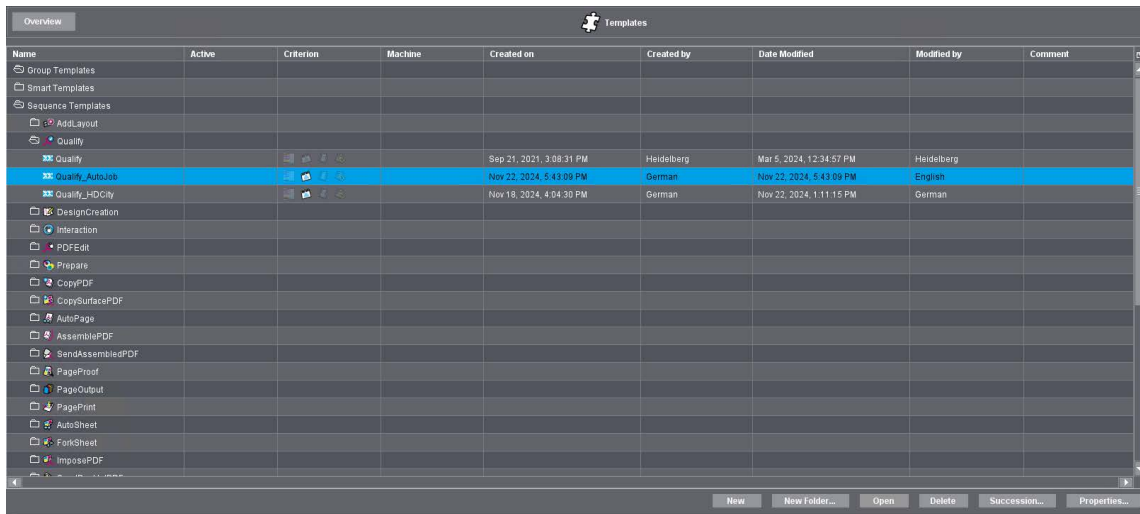 Overview
Templates
Name Active Criterion Machine Created on Created by Date Modified Modified by Comment
Group Templates
Smart Templates
Sequence Templates
AddLayout
Qualify
Qualify Sep 21, 2021, 3:08:31 PM Heidelberg Mar 5, 2024, 12:34:57 PM Heidelberg
Qualify_AutoJob Nov 22, 2024, 5:43:09 PM German Nov 22, 2024, 5:43:09 PM English
Qualify_HDCity Nov 18, 2024, 4:04:30 PM German Nov 22, 2024, 1:11:15 PM German
DesignCreation
Interaction
PDFEdit
Prepare
CopyPDF
CopySurfacePDF
AutoPage
AssemblePDF
SendAssembledPDF
PageProof
PageOutput
PagePrint
AutoSheet
ForkSheet
ImposePDF
New New Folder... Open Delete Succession... Properties...